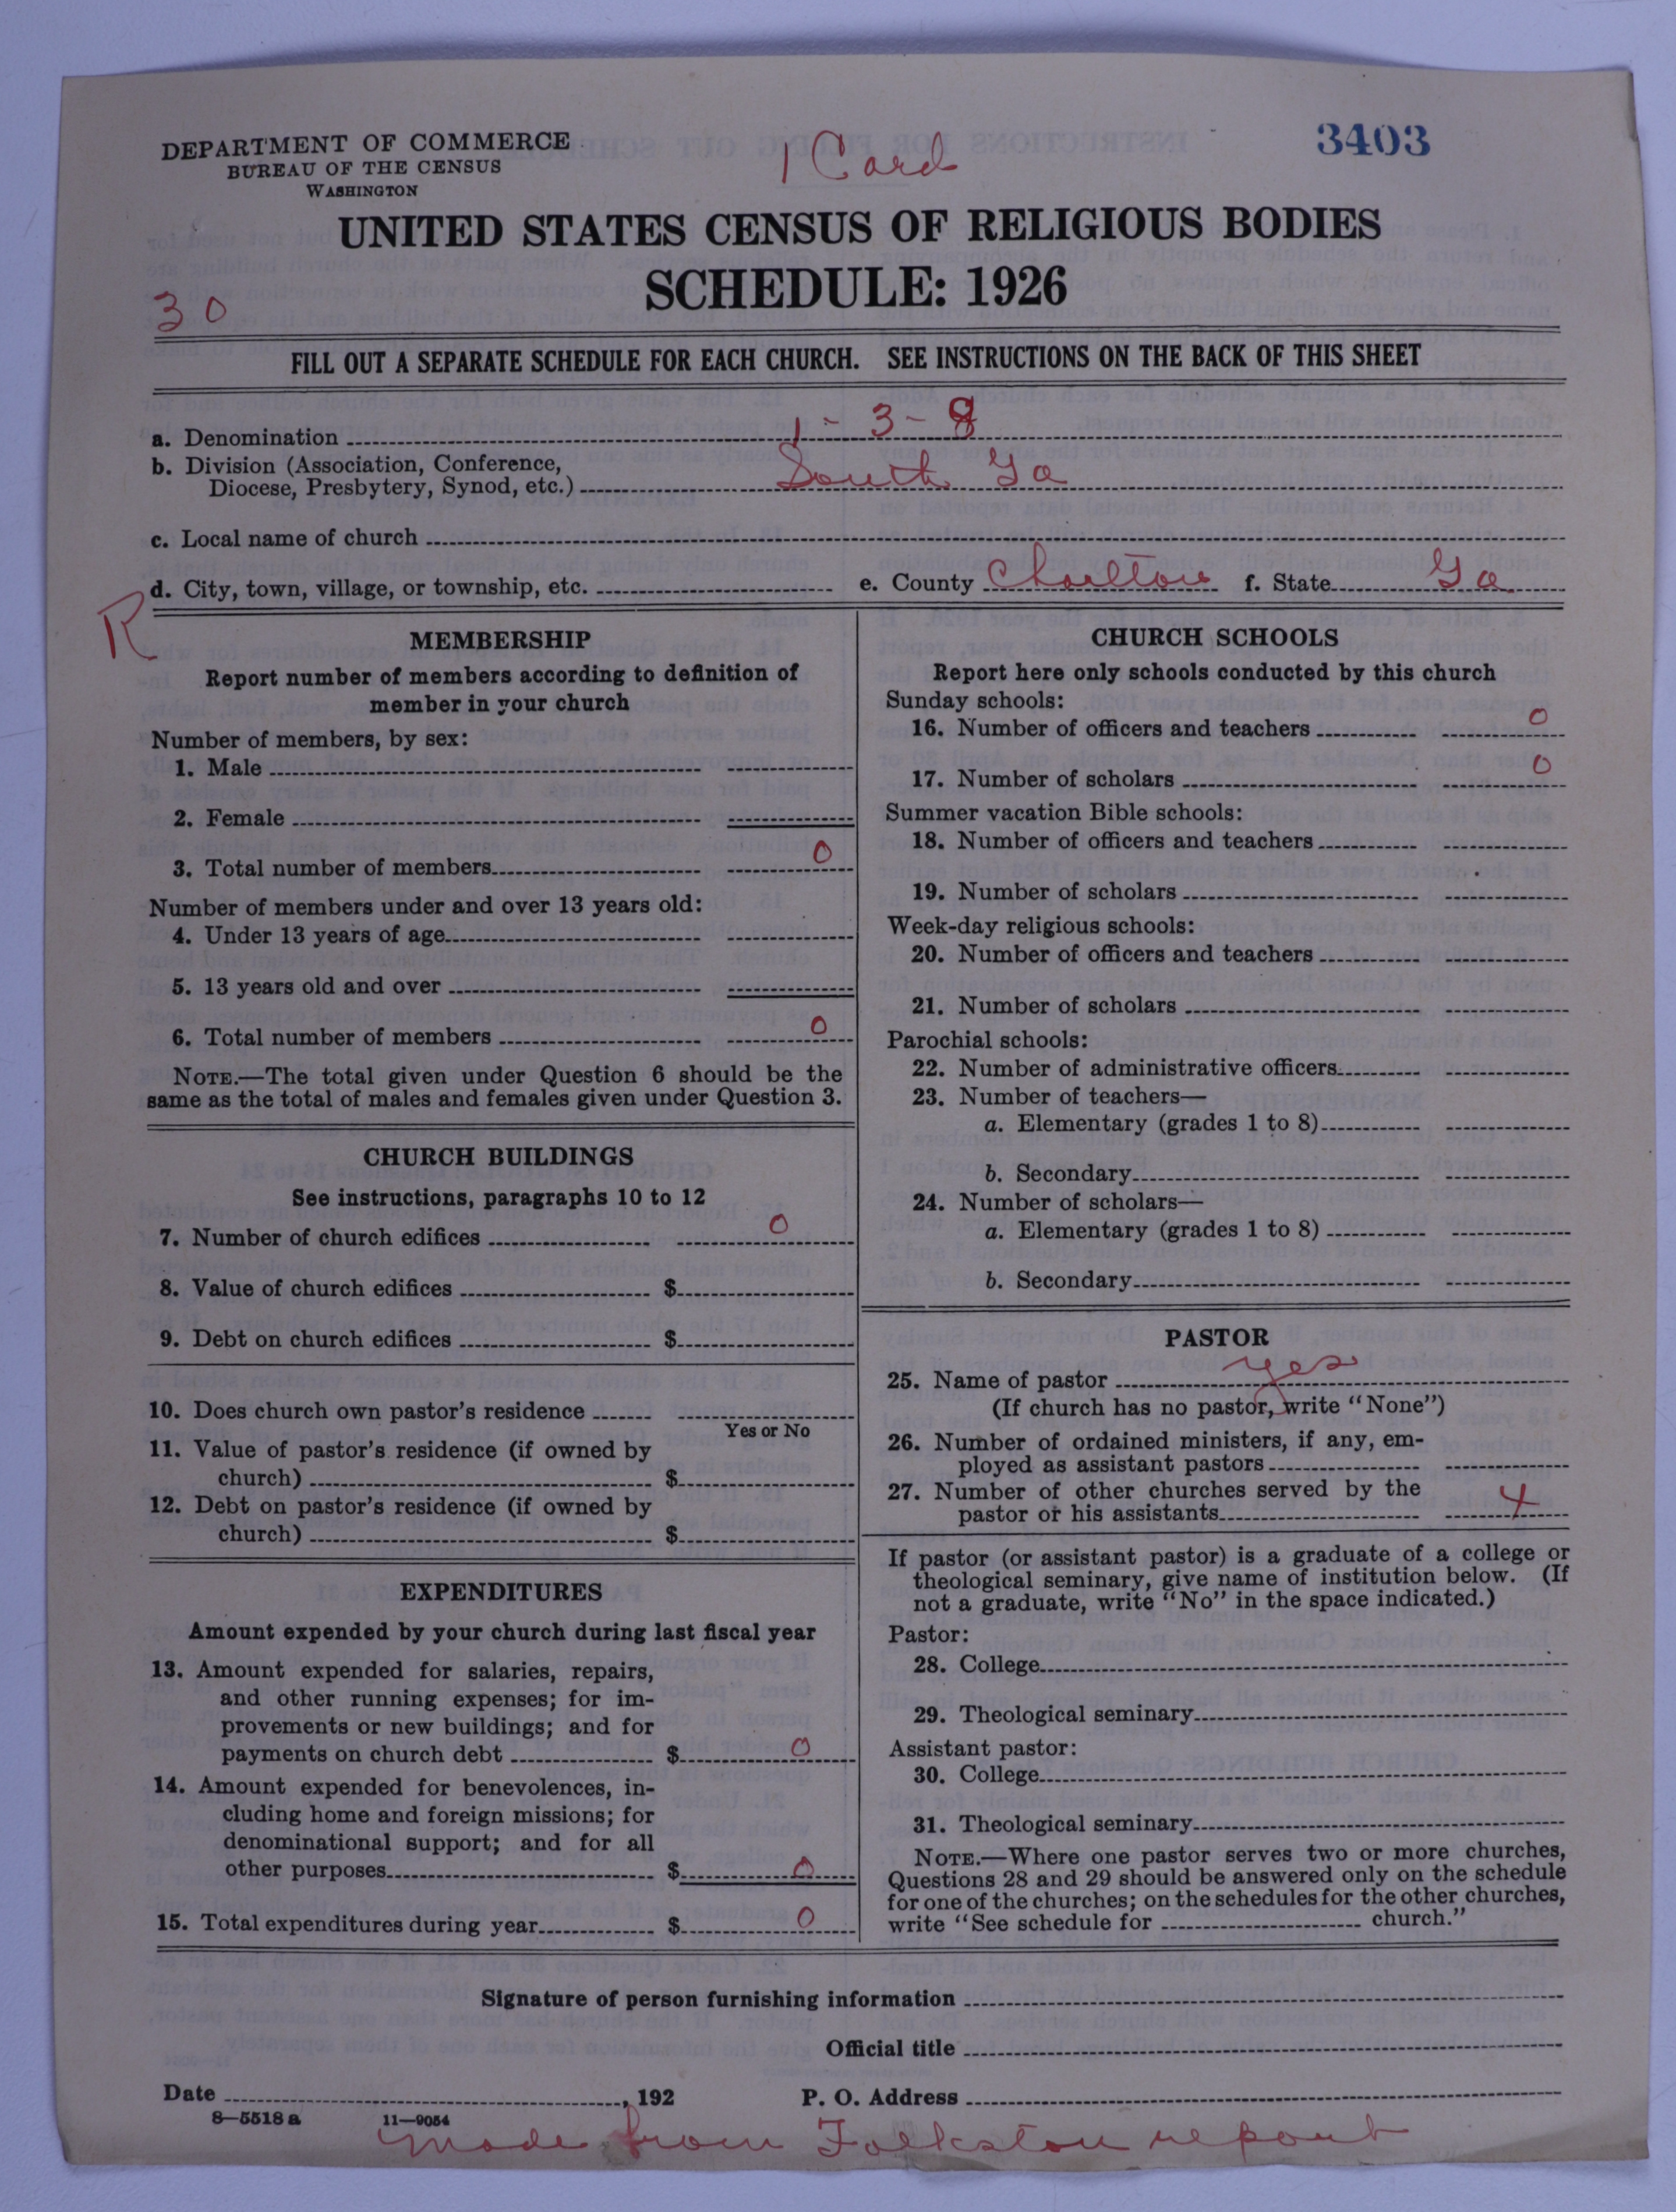 DEPARTMENT OF COMMERCE
BUREAU OF THE CENSUS
WASHINGTON
1 Card
3403
UNITED STATES CENSUS OF RELIGIOUS BODIES
SCHEDULE: 1926
30
FILL OUT A SEPARATE SCHEDULE FOR EACH CHURCH. SEE INSTRUCTIONS ON THE BACK OF THIS SHEET
a. Denomination 1-3-8
b. Division (Association, Conference,
Diocese, Presbytery, Synod, etc.) South Ga
c. Local name of church
d. City, town, village, or township, etc. e. County Charlton f. State Ga
R
MEMBERSHIP
Report number of members according to definition of
member in your church
Number of members, by sex:
1. Male
2. Female
3. Total number of members 0
Number of members under and over 13 years old:
4. Under 13 years of age
5. 13 years old and over
6. Total number of members 0
NOTE.—The total given under Question 6 should be the
same as the total of males and females given under Question 3.
CHURCH BUILDINGS
See instructions, paragraphs 10 to 12
7. Number of church edifices 0
8. Value of church edifices $
9. Debt on church edifices $
10. Does church own pastor's residence
Yes or No
11. Value of pastor's residence (if owned by
church) $
12. Debt on pastor's residence (if owned by
church) $
EXPENDITURES
Amount expended by your church during last fiscal year
13. Amount expended for salaries, repairs,
and other running expenses; for im-
provements or new buildings; and for
payments on church debt $ 0
14. Amount expended for benevolences, in-
cluding home and foreign missions; for
denominational support; and for all
other purposes $ 0
15. Total expenditures during year $ 0
CHURCH SCHOOLS
Report here only schools conducted by this church
Sunday schools:
16. Number of officers and teachers 0
17. Number of scholars 0
Summer vacation Bible schools:
18. Number of officers and teachers
19. Number of scholars
Week-day religious schools:
20. Number of officers and teachers
21. Number of scholars
Parochial schools:
22. Number of administrative officers
23. Number of teachers—
a. Elementary (grades 1 to 8)
b. Secondary
24. Number of scholars—
a. Elementary (grades 1 to 8)
b. Secondary
PASTOR
25. Name of pastor yes
(If church has no pastor, write "None")
26. Number of ordained ministers, if any, em-
ployed as assistant pastors
27. Number of other churches served by the
pastor or his assistants 4
If pastor (or assistant pastor) is a graduate of a college or
theological seminary, give name of institution below. (If
not a graduate, write "No" in the space indicated.)
Pastor:
28. College
29. Theological seminary
Assistant pastor:
30. College
31. Theological seminary
NOTE.—Where one pastor serves two or more churches,
Questions 28 and 29 should be answered only on the schedule
for one of the churches; on the schedules for the other churches,
write "See schedule for church."
Signature of person furnishing information
Official title
Date , 192 P. O. Address
8—5518 a 11—9054
made from Folkston report